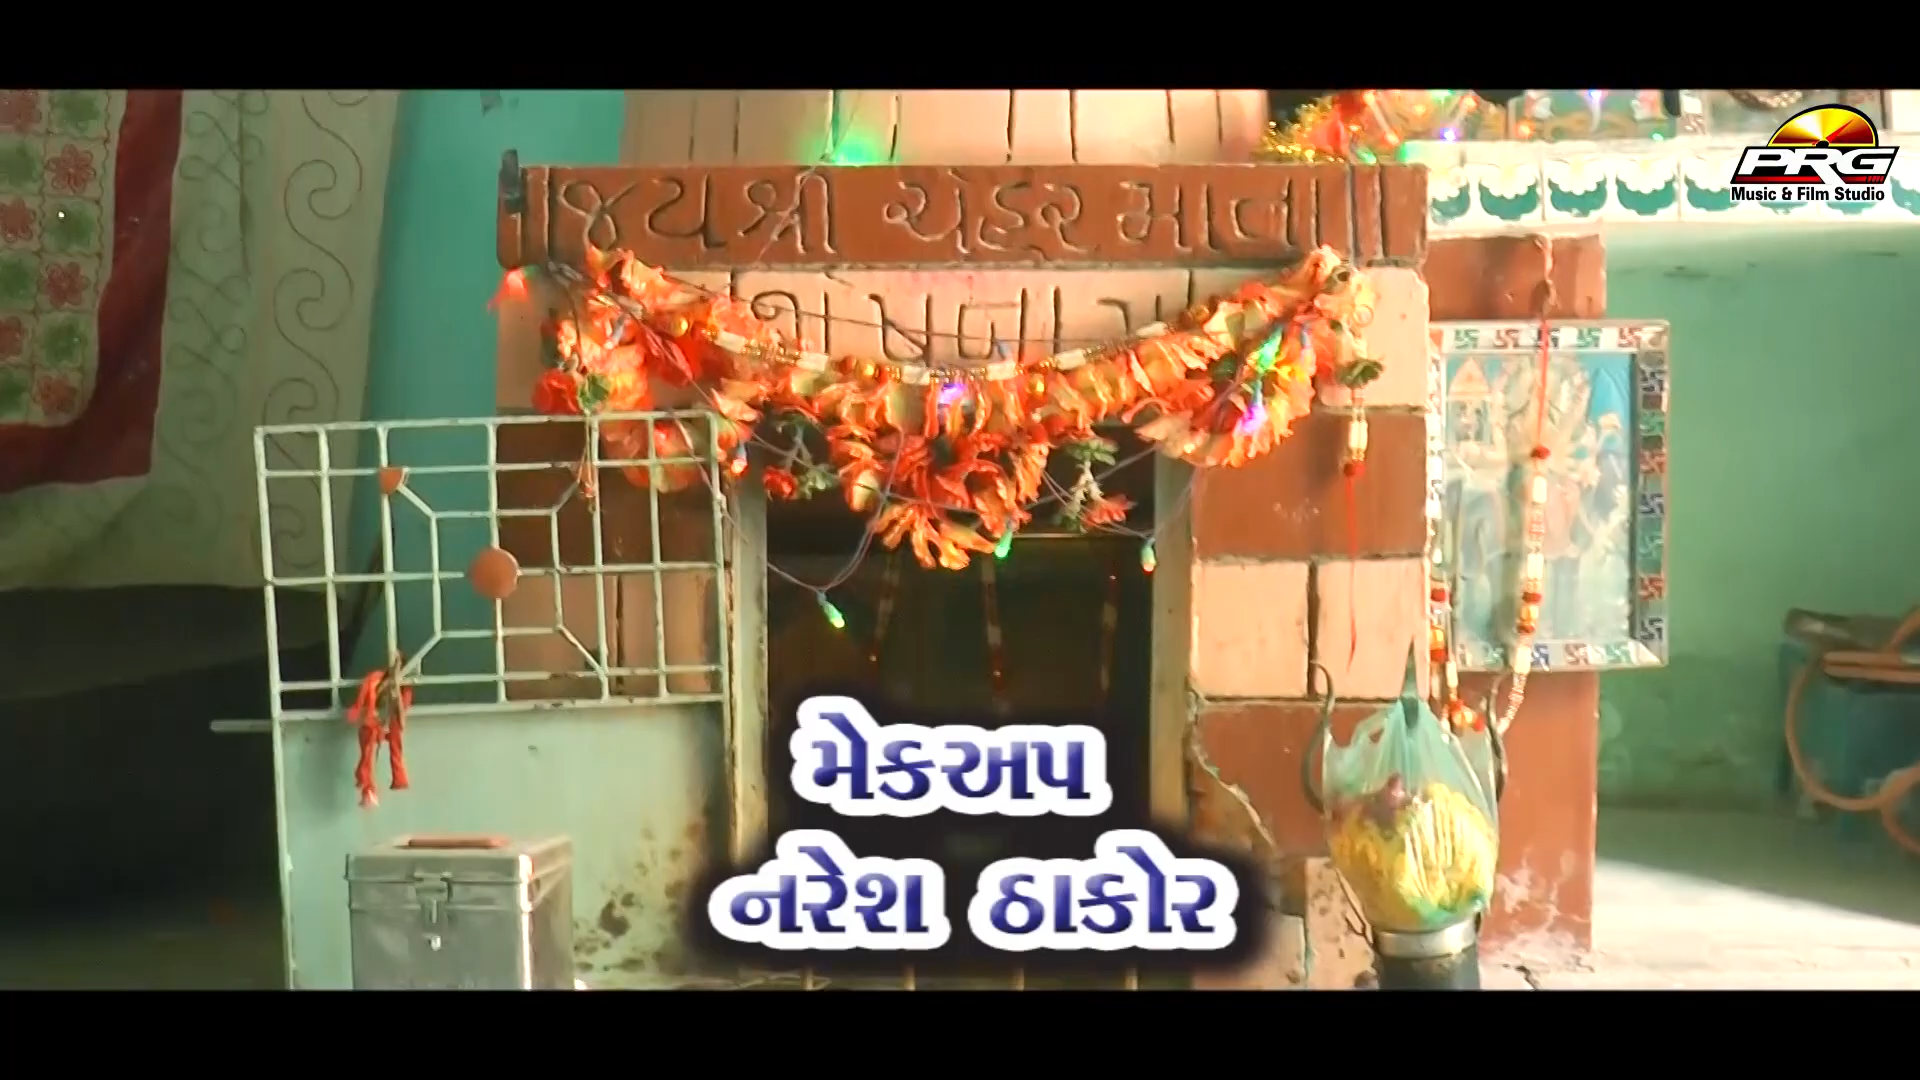 ॥જય શ્રી ચેહર માતા॥
PRG
Music & Film Studio
મેકઅપ
નરેશ ઠાકોર